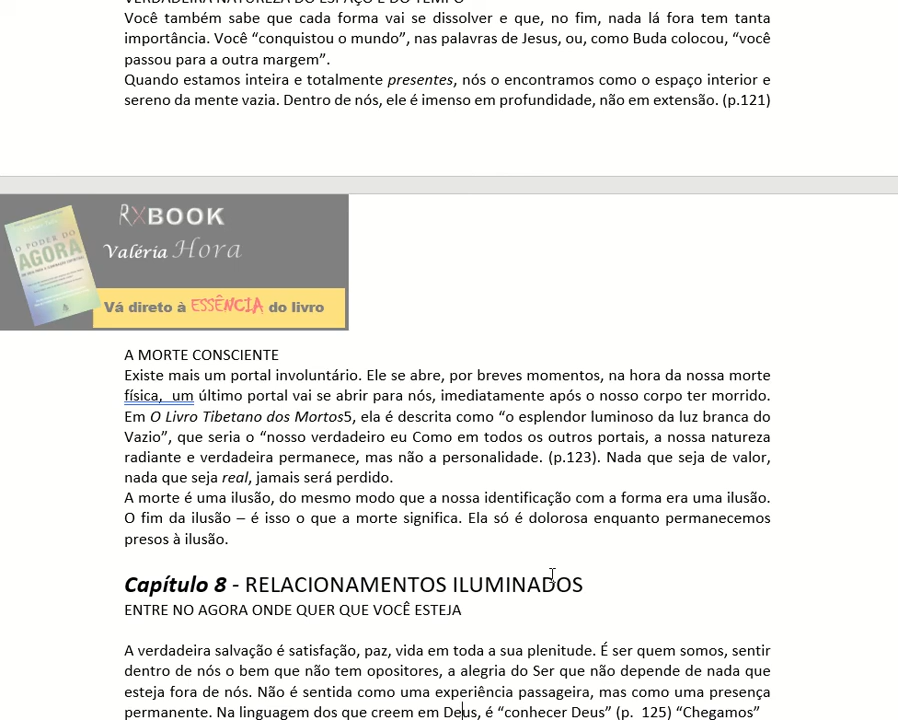 VERDADEIRA NATUREZA DO ESPAÇO E DO TEMPO
Você também sabe que cada forma vai se dissolver e que, no fim, nada lá fora tem tanta
importância. Você “conquistou o mundo”, nas palavras de Jesus, ou, como Buda colocou, “você
passou para a outra margem”.
Quando estamos inteira e totalmente presentes, nós o encontramos como o espaço interior e
sereno da mente vazia. Dentro de nós, ele é imenso em profundidade, não em extensão. (p.121)
RXBOOK
Valéria Hora
O PODER DO
AGORA
Vá direto à ESSÊNCIA do livro
A MORTE CONSCIENTE
Existe mais um portal involuntário. Ele se abre, por breves momentos, na hora da nossa morte
física,  um último portal vai se abrir para nós, imediatamente após o nosso corpo ter morrido.
Em O Livro Tibetano dos Mortos5, ela é descrita como “o esplendor luminoso da luz branca do
Vazio”, que seria o “nosso verdadeiro eu Como em todos os outros portais, a nossa natureza
radiante e verdadeira permanece, mas não a personalidade. (p.123). Nada que seja de valor,
nada que seja real, jamais será perdido.
A morte é uma ilusão, do mesmo modo que a nossa identificação com a forma era uma ilusão.
O fim da ilusão – é isso o que a morte significa. Ela só é dolorosa enquanto permanecemos
presos à ilusão.
Capítulo 8 - RELACIONAMENTOS ILUMINADOS
ENTRE NO AGORA ONDE QUER QUE VOCÊ ESTEJA
A verdadeira salvação é satisfação, paz, vida em toda a sua plenitude. É ser quem somos, sentir
dentro de nós o bem que não tem opositores, a alegria do Ser que não depende de nada que
esteja fora de nós. Não é sentida como uma experiência passageira, mas como uma presença
permanente. Na linguagem dos que creem em Deus, é “conhecer Deus” (p.  125) “Chegamos”